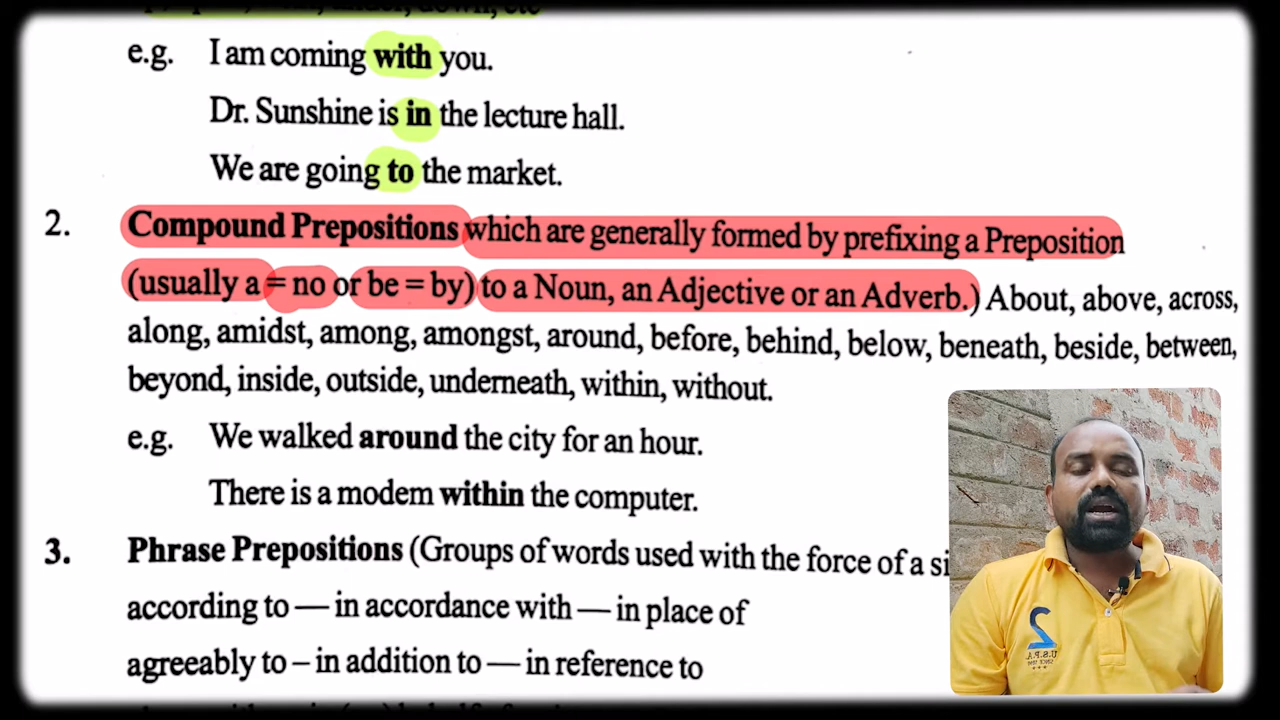 e.g. I am coming with you.
Dr. Sunshine is in the lecture hall.
We are going to the market.
2. Compound Prepositions which are generally formed by prefixing a Preposition
(usually a = no or be = by) to a Noun, an Adjective or an Adverb.) About, above, across,
along, amidst, among, amongst, around, before, behind, below, beneath, beside, between,
beyond, inside, outside, underneath, within, without.
e.g. We walked around the city for an hour.
There is a modem within the computer.
3. Phrase Prepositions (Groups of words used with the force of a
according to — in accordance with — in place of
agreeably to – in addition to — in reference to
2
U.S.P.A